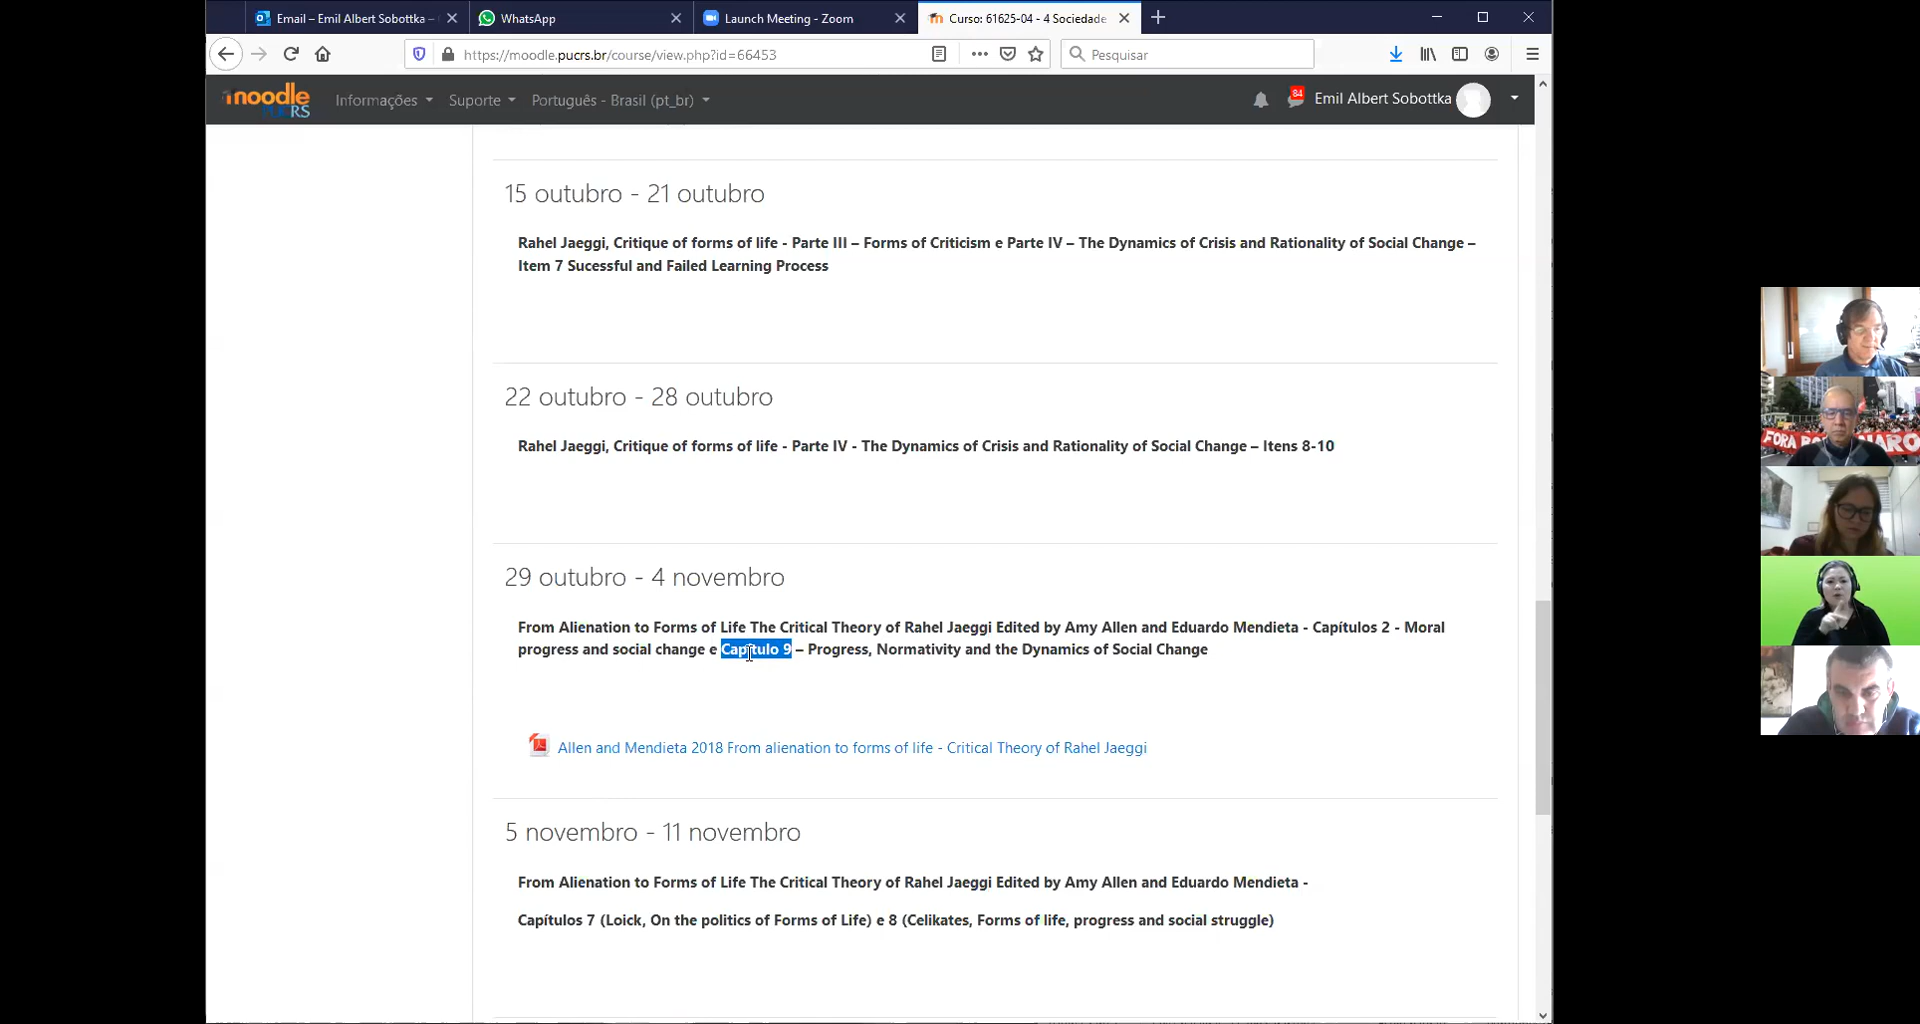 Email – Emil Albert Sobottka –
WhatsApp
Launch Meeting - Zoom
Curso: 61625-04 - 4 Sociedade
https://moodle.pucrs.br/course/view.php?id=66453
Pesquisar
moodle
Informações
Suporte
Português - Brasil (pt_br)
84
Emil Albert Sobottka
15 outubro - 21 outubro
Rahel Jaeggi, Critique of forms of life - Parte III – Forms of Criticism e Parte IV – The Dynamics of Crisis and Rationality of Social Change –
Item 7 Sucessful and Failed Learning Process
22 outubro - 28 outubro
Rahel Jaeggi, Critique of forms of life - Parte IV - The Dynamics of Crisis and Rationality of Social Change – Itens 8-10
29 outubro - 4 novembro
From Alienation to Forms of Life The Critical Theory of Rahel Jaeggi Edited by Amy Allen and Eduardo Mendieta - Capítulos 2 - Moral
progress and social change e Capítulo 9 – Progress, Normativity and the Dynamics of Social Change
Allen and Mendieta 2018 From alienation to forms of life - Critical Theory of Rahel Jaeggi
5 novembro - 11 novembro
From Alienation to Forms of Life The Critical Theory of Rahel Jaeggi Edited by Amy Allen and Eduardo Mendieta -
Capítulos 7 (Loick, On the politics of Forms of Life) e 8 (Celikates, Forms of life, progress and social struggle)